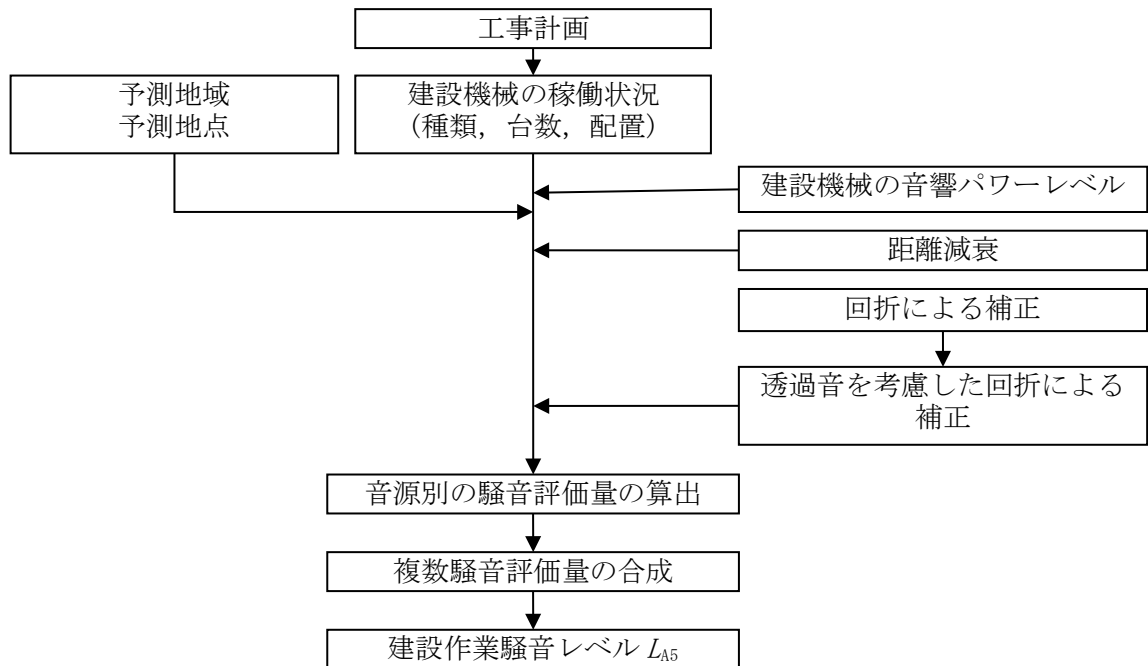 工事計画
予測地域
予測地点
建設機械の稼働状況
(種類，台数，配置)
建設機械の音響パワーレベル
距離減衰
回折による補正
透過音を考慮した回折による
補正
音源別の騒音評価量の算出
複数騒音評価量の合成
建設作業騒音レベル LA5